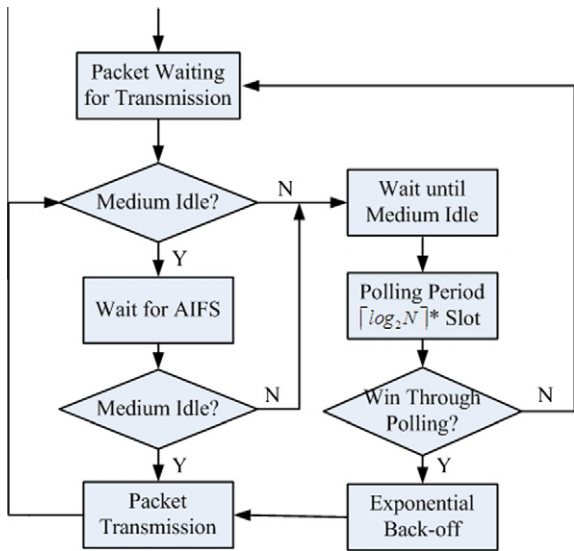 Packet Waiting
for Transmission
Medium Idle?
N
Y
Wait for AIFS
Medium Idle?
N
Y
Packet
Transmission
Wait until
Medium Idle
Polling Period
⌈log₂N⌉* Slot
Win Through
Polling?
N
Y
Exponential
Back-off